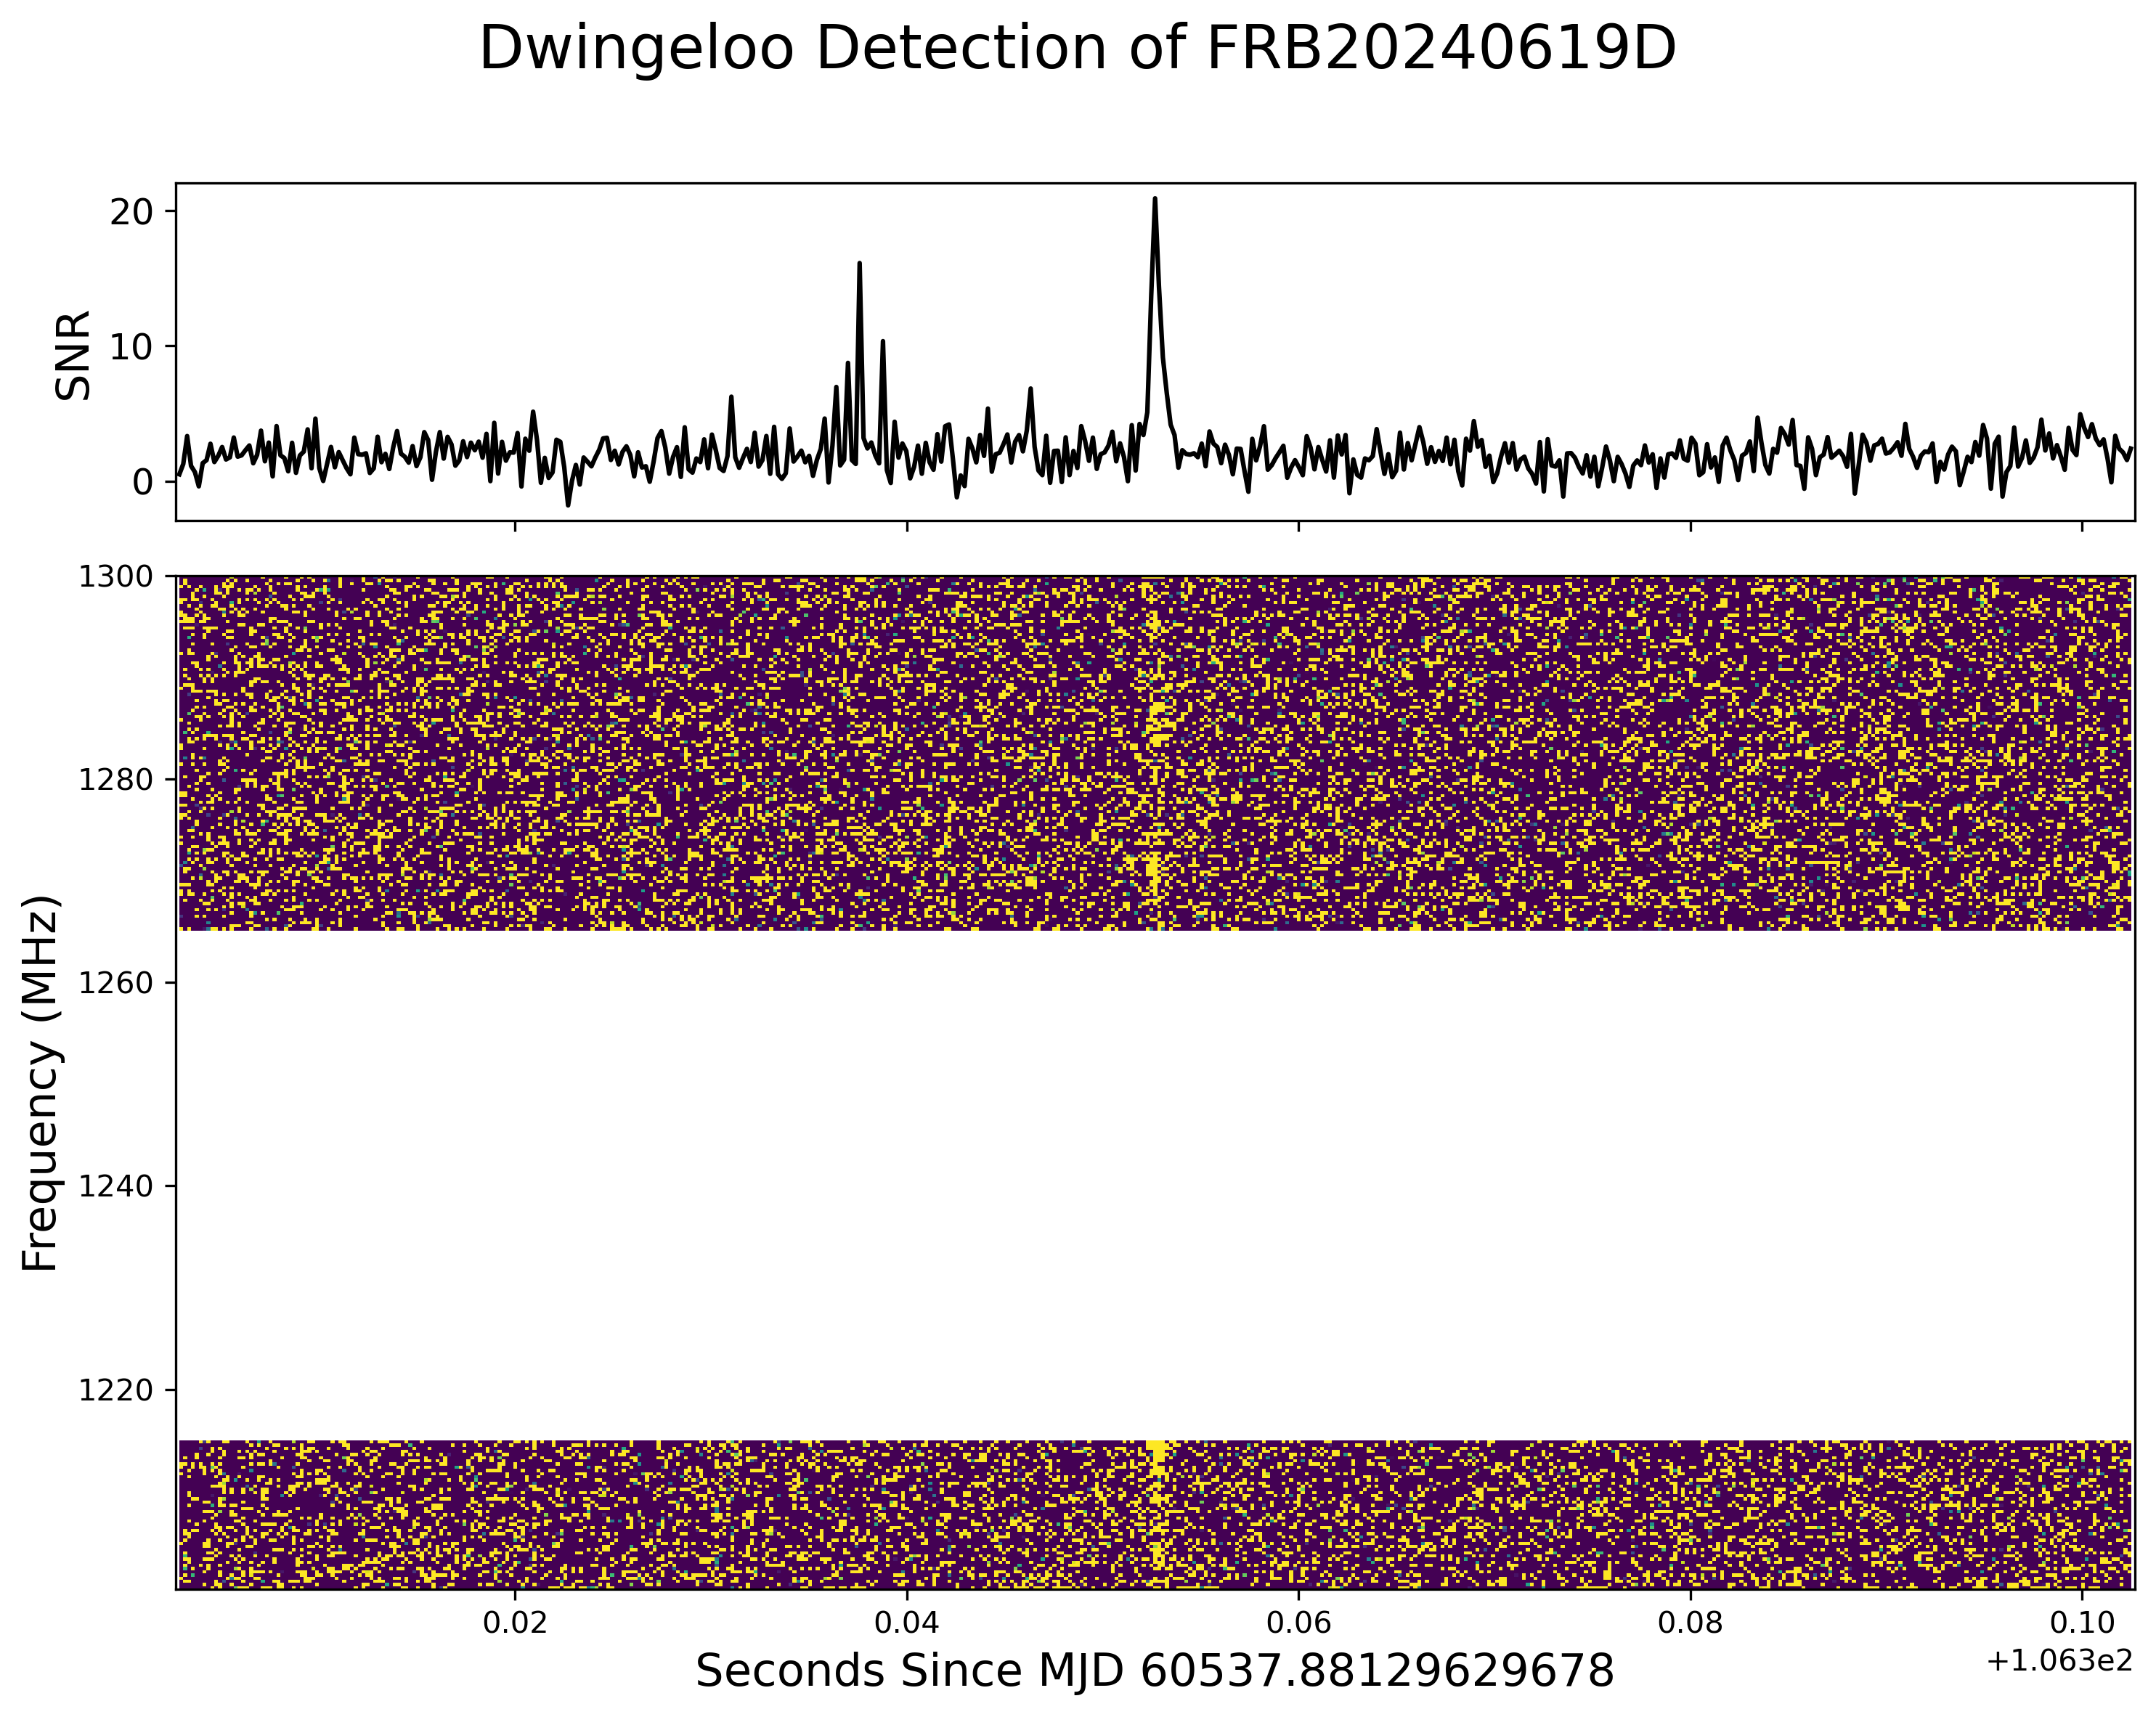 Dwingeloo Detection of FRB20240619D
20
10
0
SNR
1300
1280
1260
1240
1220
Frequency (MHz)
0.02 0.04 0.06 0.08 0.10
+1.063e2
Seconds Since MJD 60537.88129629678